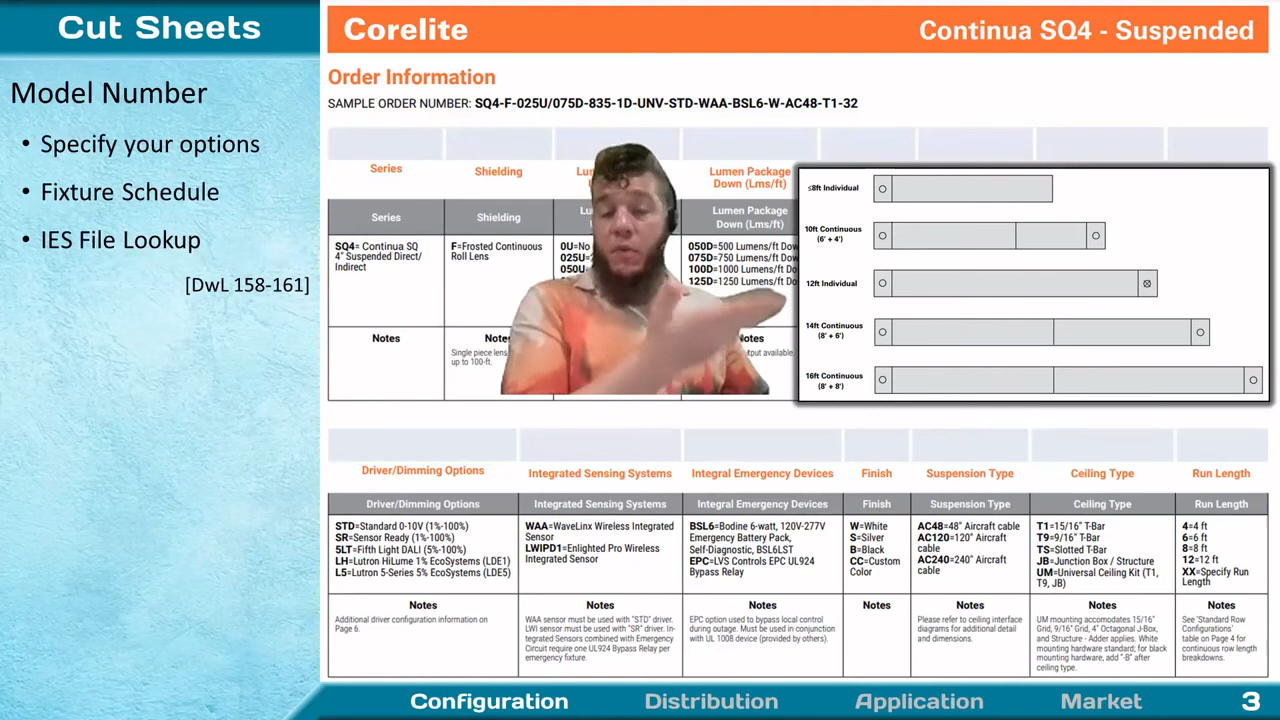 Cut Sheets
Model Number
• Specify your options
• Fixture Schedule
• IES File Lookup
[DwL 158-161]
Corelite
Continua SQ4 - Suspended
Order Information
SAMPLE ORDER NUMBER: SQ4-F-025U/075D-835-1D-UNV-STD-WAA-BSL6-W-AC48-T1-32
Series
Shielding
Lumen Package
Down (Lms/ft)
Series
Shielding
Lumen Package
Down (Lms/ft)
SQ4= Continua SQ
4" Suspended Direct/
Indirect
F=Frosted Continuous
Roll Lens
0U=No
025U=
050U=
050D=500 Lumens/ft
075D=750 Lumens/ft
100D=1000 Lumens/ft
125D=1250 Lumens/ft
Notes
Notes
Single piece lens
up to 100-ft.
available,
≤8ft Individual
10ft Continuous
(6' + 4')
12ft Individual
14ft Continuous
(8' + 6')
16ft Continuous
(8' + 8')
Driver/Dimming Options
Integrated Sensing Systems
Integral Emergency Devices
Finish
Suspension Type
Ceiling Type
Run Length
Driver/Dimming Options
Integrated Sensing Systems
Integral Emergency Devices
Finish
Suspension Type
Ceiling Type
Run Length
STD=Standard 0-10V (1%-100%)
SR=Sensor Ready (1%-100%)
5LT=Fifth Light DALI (5%-100%)
LH=Lutron HiLume 1% EcoSystems (LDE1)
L5=Lutron 5-Series 5% EcoSystems (LDE5)
WAA=WaveLinx Wireless Integrated
Sensor
LWIPD1=Enlighted Pro Wireless
Integrated Sensor
BSL6=Bodine 6-watt, 120V-277V
Emergency Battery Pack,
Self-Diagnostic, BSL6LST
EPC=LVS Controls EPC UL924
Bypass Relay
W=White
S=Silver
B=Black
CC=Custom
Color
AC48=48" Aircraft cable
AC120=120" Aircraft
cable
AC240=240" Aircraft
cable
T1=15/16" T-Bar
T9=9/16" T-Bar
TS=Slotted T-Bar
JB=Junction Box / Structure
UM=Universal Ceiling Kit (T1,
T9, JB)
4=4 ft
6=6 ft
8=8 ft
12=12 ft
XX=Specify Run
Length
Notes
Additional driver configuration information on
Page 6.
Notes
WAA sensor must be used with "STD" driver.
LWI sensor must be used with "SR" driver. In-
tegrated Sensors combined with Emergency
Circuit require one UL924 Bypass Relay per
emergency fixture.
Notes
EPC option used to bypass local control
during outage. Must be used in conjunction
with UL 1008 device (provided by others).
Notes
Notes
Please refer to ceiling interface
diagrams for additional detail
and dimensions.
Notes
UM mounting accomodates 15/16"
Grid, 9/16" Grid, 4" Octagonal J-Box,
and Structure - Adder applies. White
mounting hardware standard; for black
mounting hardware, add "-B" after
ceiling type.
Notes
See 'Standard Row
Configurations'
table on Page 4 for
continuous row length
breakdowns.
Configuration
Distribution
Application
Market
3